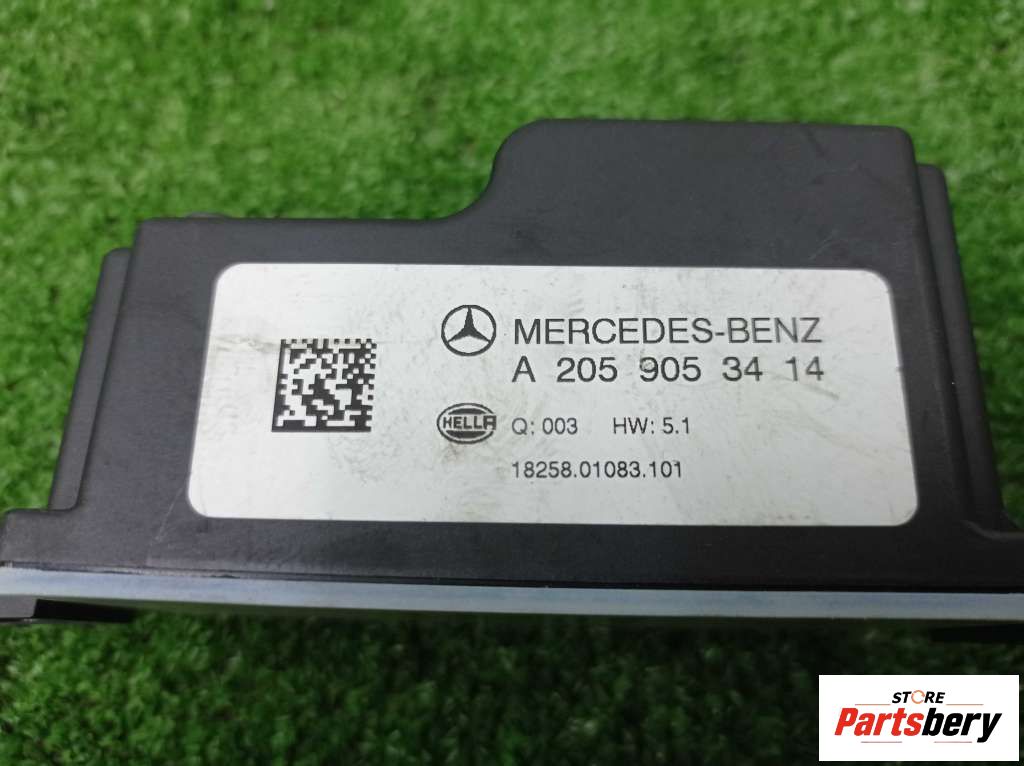 MERCEDES-BENZ
A 205 905 34 14
HELLA
Q: 003 HW: 5.1
18258.01083.101
STORE
Partsbery